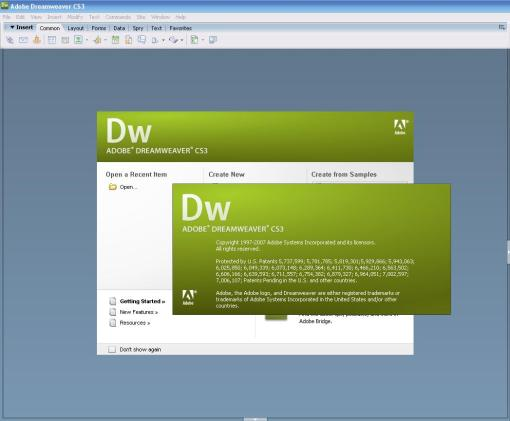 Adobe Dreamweaver CS3
File Edit View Insert Modify Text Commands Site Window Help
▼ Insert Common Layout Forms Data Spry Text Favorites
Dw
ADOBE® DREAMWEAVER® CS3
Adobe
Open a Recent Item
Open...
Create New
Create from Samples
Dw
ADOBE® DREAMWEAVER® CS3
Copyright 1997-2007 Adobe Systems Incorporated and its licensors.
All rights reserved.
Protected by U.S. Patents 5,737,599; 5,701,785; 5,819,301;5,929,866; 5,943,063;
6,025,850; 6,049,339; 6,073,148; 6,289,364; 6,411,730; 6,466,210; 6,563,502;
6,606,166; 6,639,593; 6,711,557; 6,754,382; 6,879,327; 6,964,051; 7,002,597;
7,006,107; Patents Pending in the U.S. and other countries.
Adobe, the Adobe logo, and Dreamweaver are either registered trademarks or
trademarks of Adobe Systems Incorporated in the United States and/or other
countries.
Adobe
Getting Started »
New Features »
Resources »
Adobe Bridge.
Don't show again